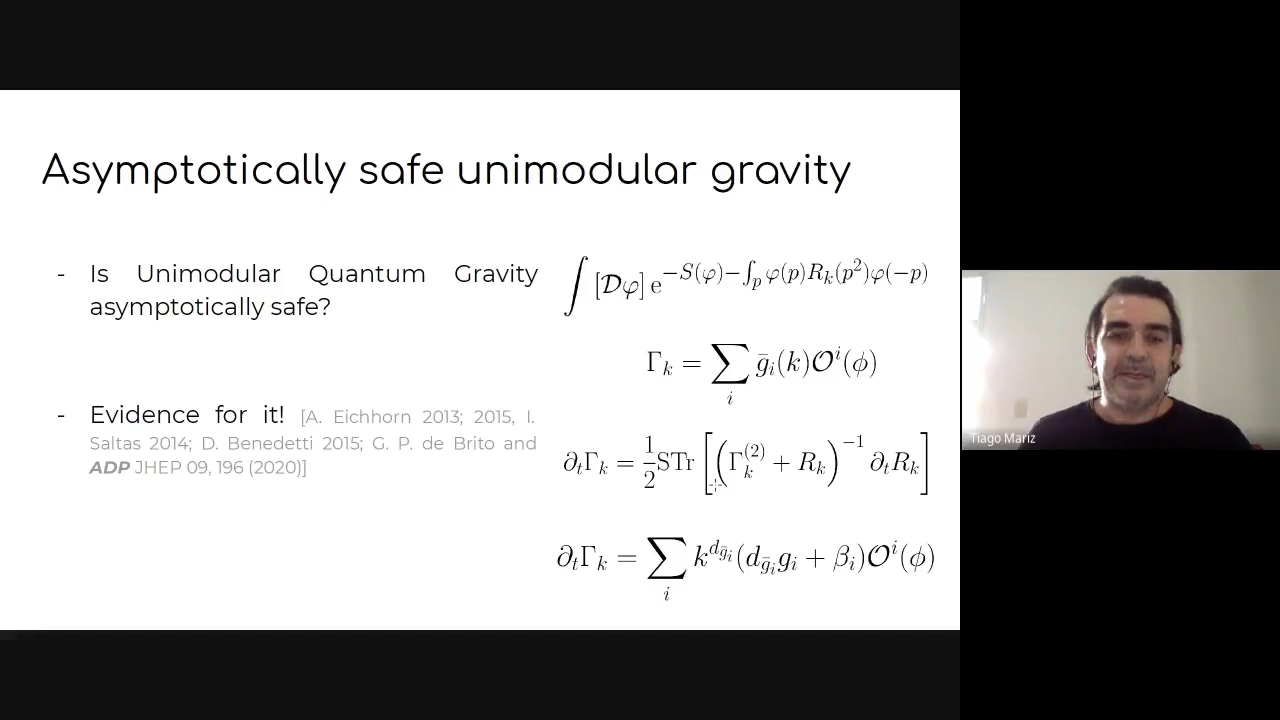 Asymptotically safe unimodular gravity
- Is Unimodular Quantum Gravity
asymptotically safe?
- Evidence for it! [A. Eichhorn 2013; 2015, I.
Saltas 2014; D. Benedetti 2015; G. P. de Brito and
ADP JHEP 09, 196 (2020)]
∫ [𝒟φ] e^{−S(φ)−∫_p φ(p)R_k(p²)φ(−p)}
Γ_k = ∑_i ḡ_i(k)𝒪^i(ϕ)
∂_tΓ_k = 1/2 STr [(Γ_k^{(2)} + R_k)^{−1} ∂_tR_k]
∂_tΓ_k = ∑_i k^{d_{ḡ_i}}(d_{ḡ_i}g_i + β_i)𝒪^i(ϕ)
Tiago Mariz